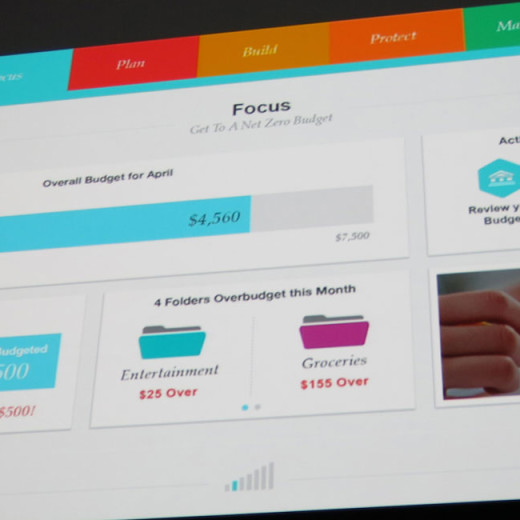 Plan
Build
Protect
Focus
Get To A Net Zero Budget
Overall Budget for April
$4,560
$7,500
Review
Budge
4 Folders Overbudget this Month
Entertainment
$25 Over
Groceries
$155 Over
Budgeted
500
$500!